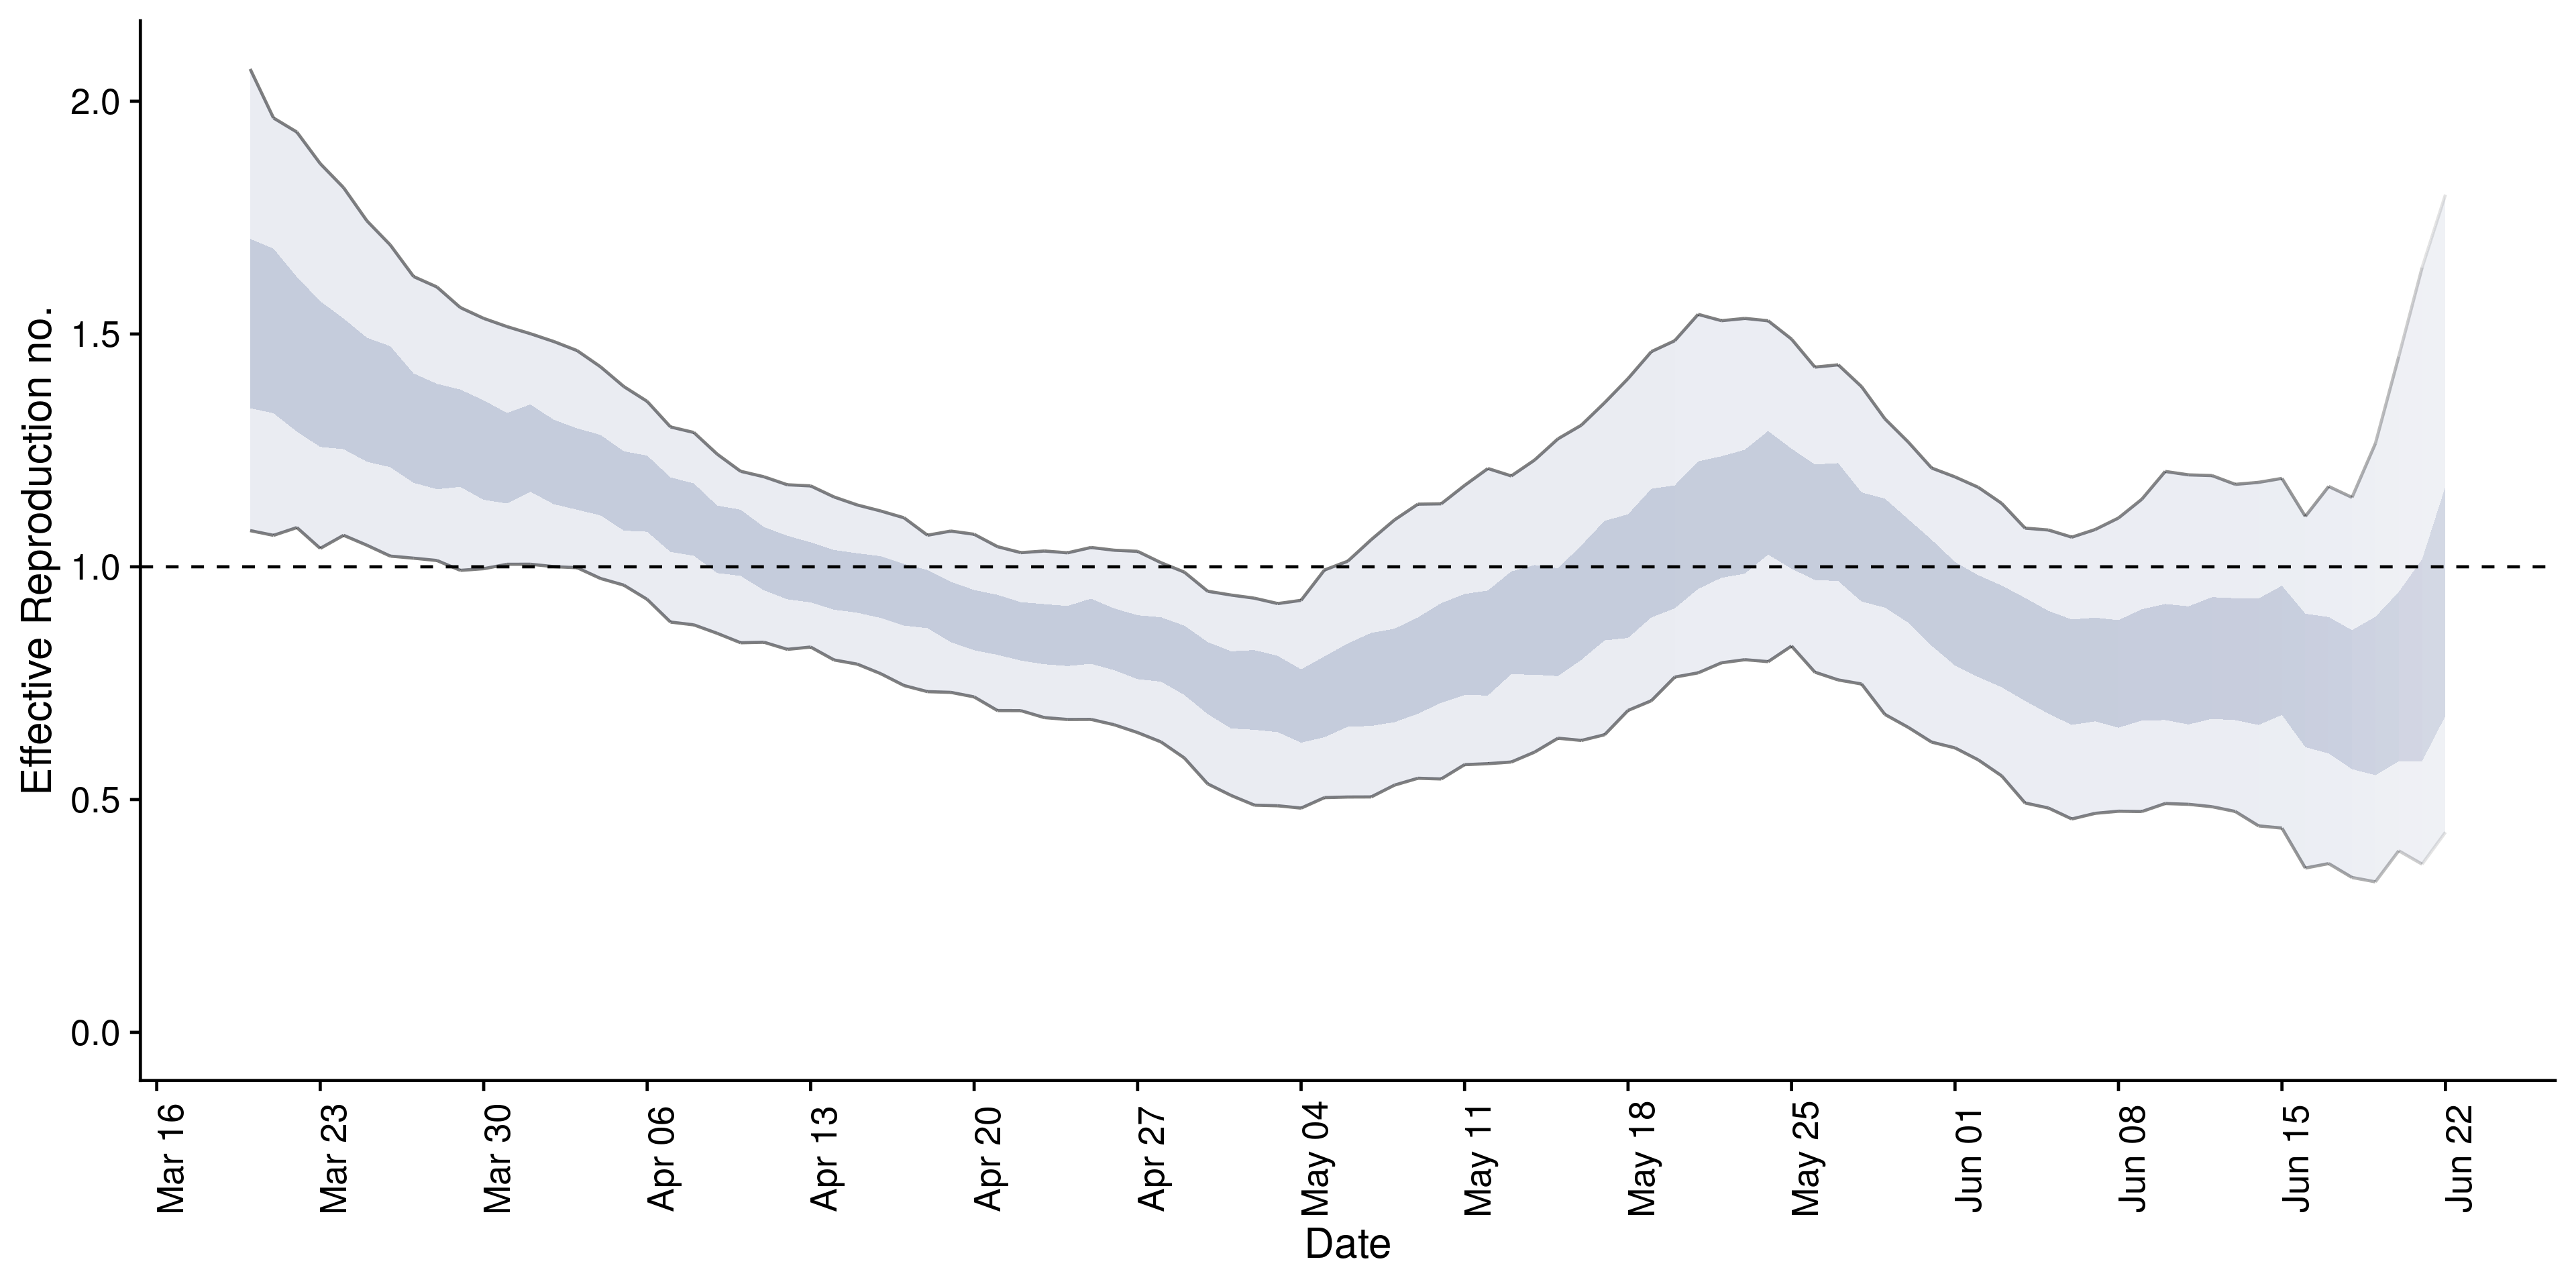 Effective Reproduction no.
2.0
1.5
1.0
0.5
0.0
Mar 16
Mar 23
Mar 30
Apr 06
Apr 13
Apr 20
Apr 27
May 04
May 11
May 18
May 25
Jun 01
Jun 08
Jun 15
Jun 22
Date